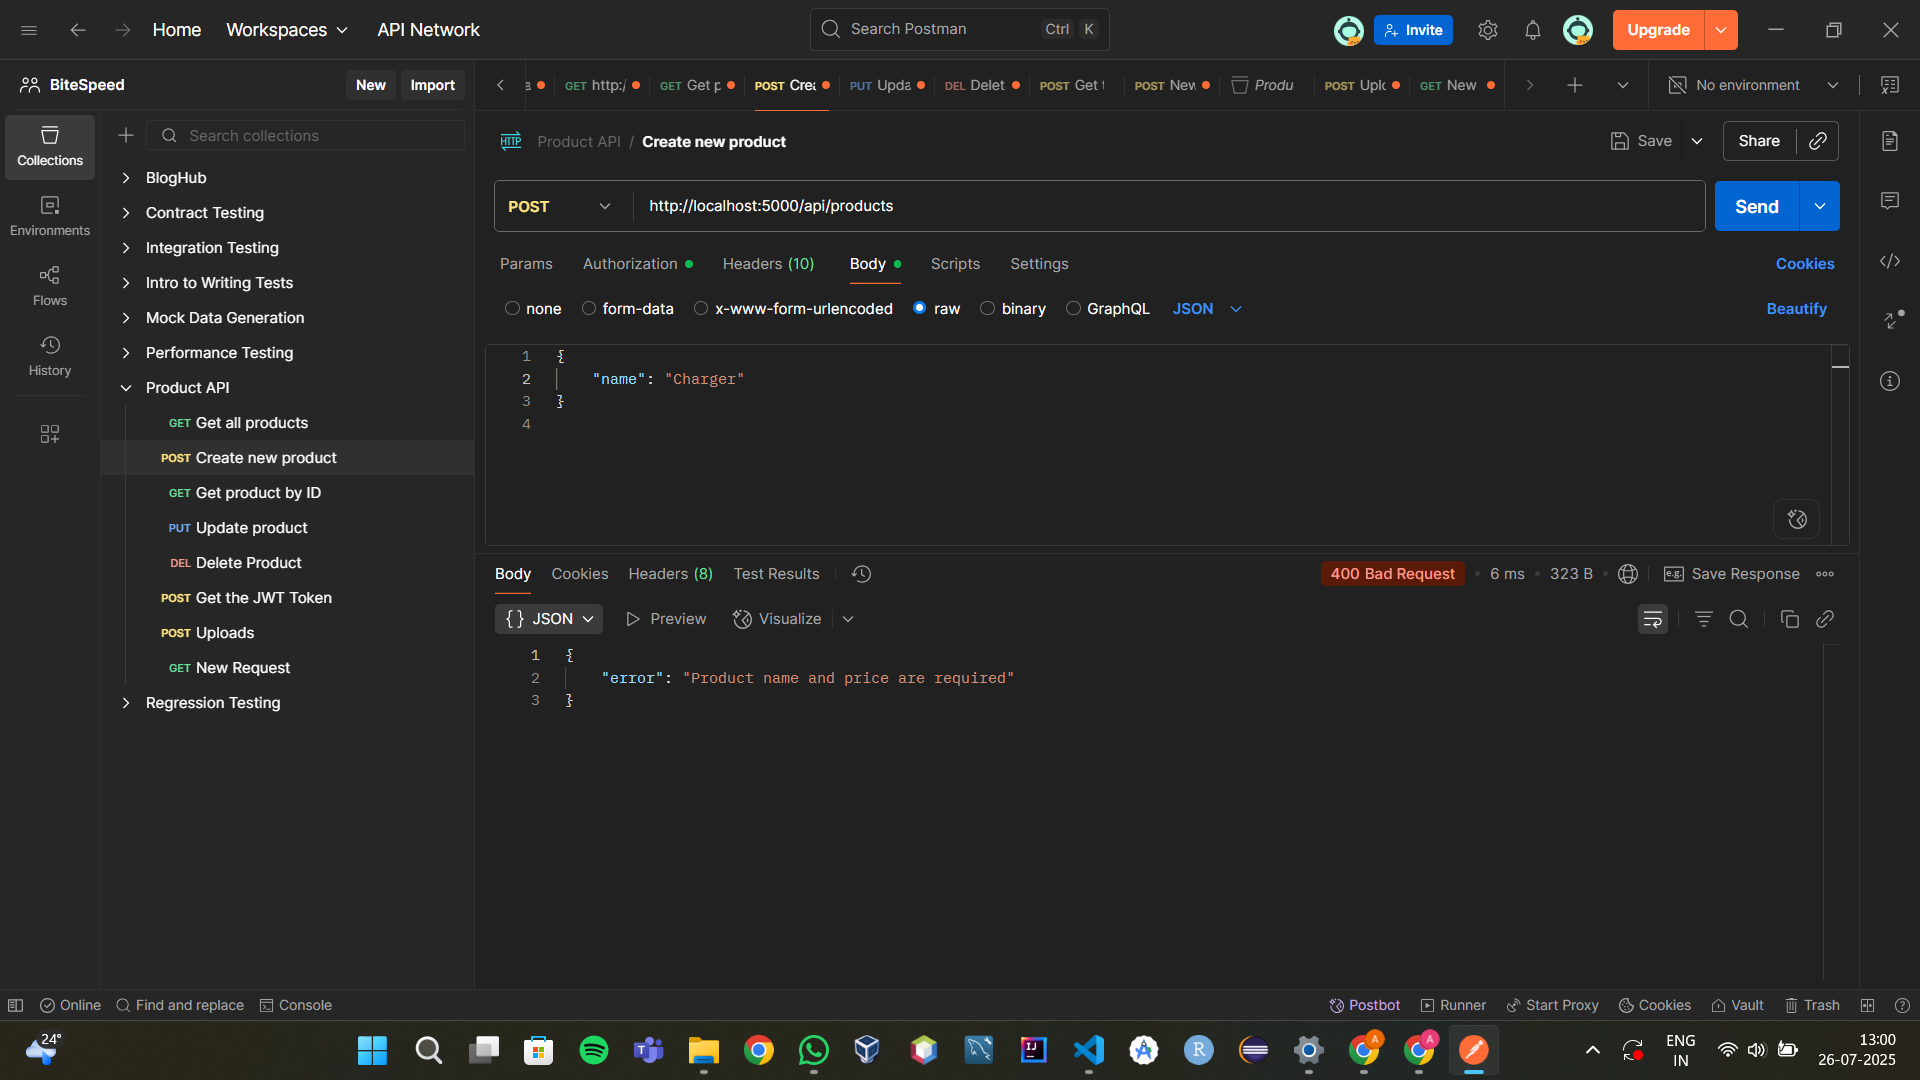 Home
Workspaces
API Network
Search Postman
Ctrl K
Invite
Upgrade
BiteSpeed
New
Import
GET http:/
GET Get p
POST Crea
PUT Upda
DEL Delet
POST Get t
POST New
Produ
POST Uplo
GET New
No environment
Collections
Environments
Flows
History
Search collections
BlogHub
Contract Testing
Integration Testing
Intro to Writing Tests
Mock Data Generation
Performance Testing
Product API
GET Get all products
POST Create new product
GET Get product by ID
PUT Update product
DEL Delete Product
POST Get the JWT Token
POST Uploads
GET New Request
Regression Testing
HTTP Product API / Create new product
Save
Share
POST http://localhost:5000/api/products
Send
Params Authorization Headers (10) Body Scripts Settings
Cookies
none form-data x-www-form-urlencoded raw binary GraphQL JSON
Beautify
1 {
2 "name": "Charger"
3 }
4
Body Cookies Headers (8) Test Results
400 Bad Request • 6 ms • 323 B
e.g. Save Response
{} JSON Preview Visualize
1 {
2 "error": "Product name and price are required"
3 }
Online Find and replace Console
Postbot Runner Start Proxy Cookies Vault Trash
24°
ENG
IN
13:00
26-07-2025